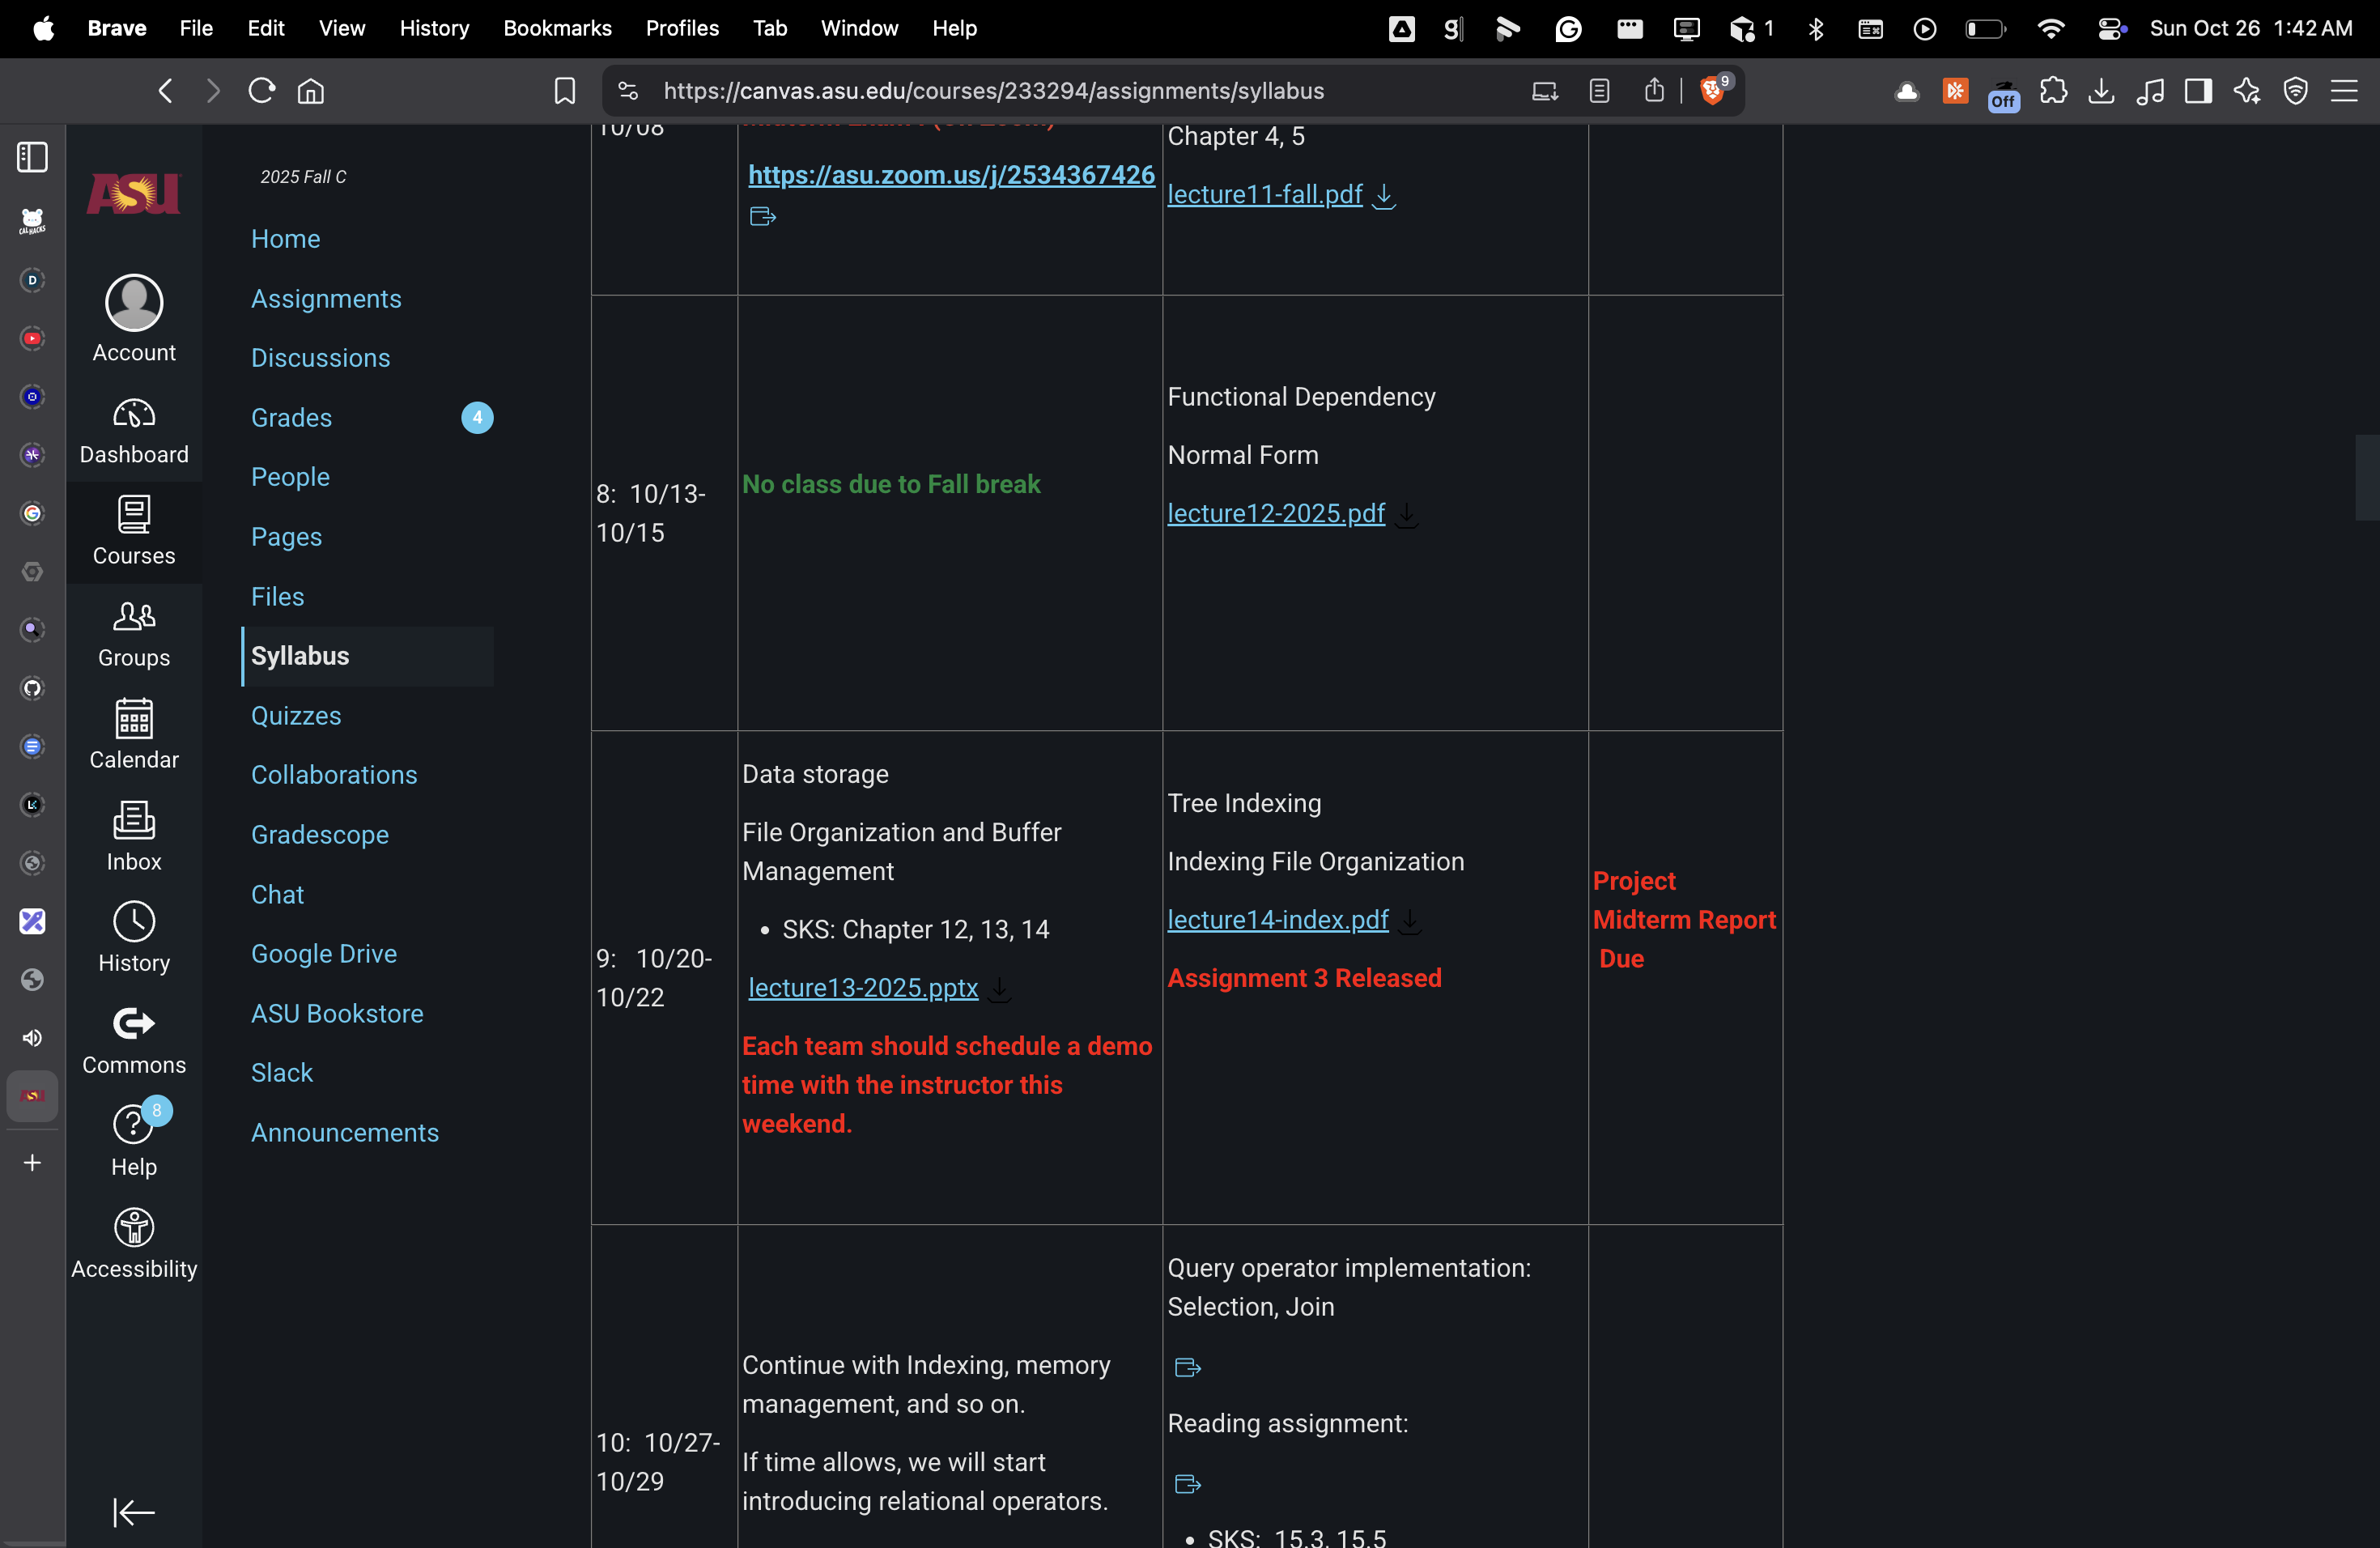 Brave File Edit View History Bookmarks Profiles Tab Window Help
1
Sun Oct 26 1:42 AM
https://canvas.asu.edu/courses/233294/assignments/syllabus
9
Off
ASU
Account
Dashboard
Courses
Groups
Calendar
Inbox
History
Commons
8
Help
Accessibility
2025 Fall C
Home
Assignments
Discussions
Grades
4
People
Pages
Files
Syllabus
Quizzes
Collaborations
Gradescope
Chat
Google Drive
ASU Bookstore
Slack
Announcements
10/08
https://asu.zoom.us/j/2534367426
Chapter 4, 5
lecture11-fall.pdf
8: 10/13-
10/15
No class due to Fall break
Functional Dependency
Normal Form
lecture12-2025.pdf
9: 10/20-
10/22
Data storage
File Organization and Buffer
Management
• SKS: Chapter 12, 13, 14
lecture13-2025.pptx
Each team should schedule a demo
time with the instructor this
weekend.
Tree Indexing
Indexing File Organization
lecture14-index.pdf
Assignment 3 Released
Project
Midterm Report
Due
10: 10/27-
10/29
Continue with Indexing, memory
management, and so on.
If time allows, we will start
introducing relational operators.
Query operator implementation:
Selection, Join
Reading assignment:
• SKS: 15.3, 15.5